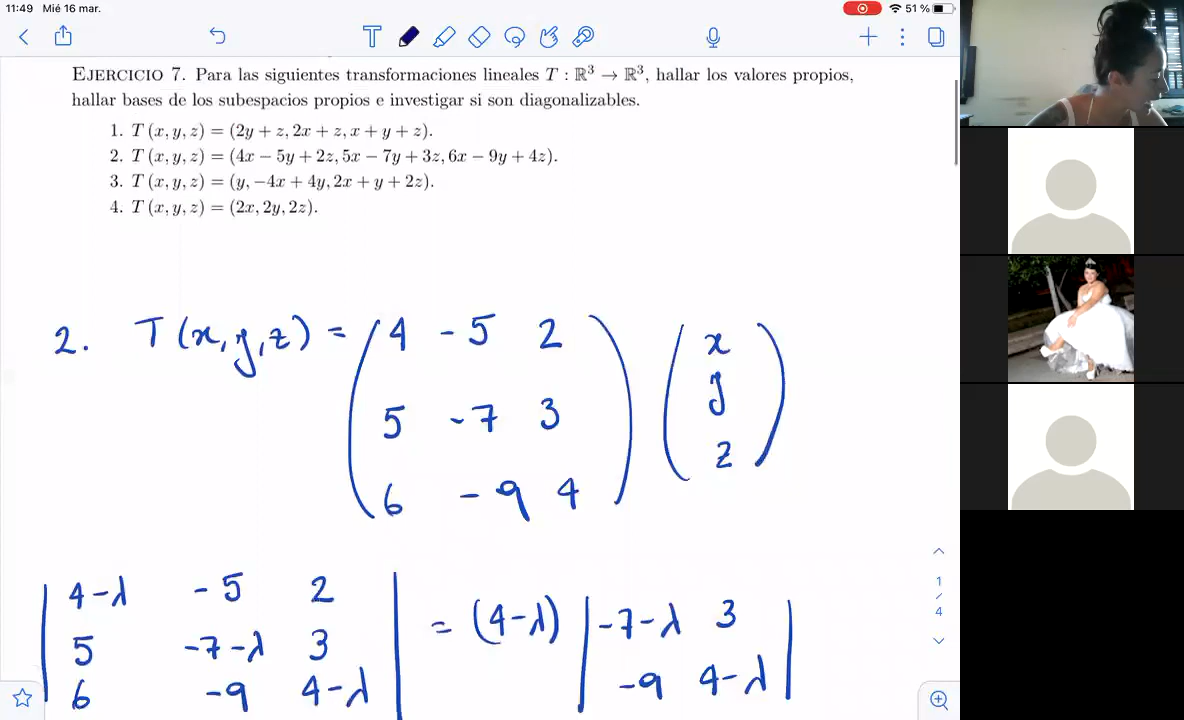 11:49 Mié 16 mar. 51 %
T
EJERCICIO 7. Para las siguientes transformaciones lineales T : ℝ³ → ℝ³, hallar los valores propios,
hallar bases de los subespacios propios e investigar si son diagonalizables.
1. T (x, y, z) = (2y + z, 2x + z, x + y + z).
2. T (x, y, z) = (4x − 5y + 2z, 5x − 7y + 3z, 6x − 9y + 4z).
3. T (x, y, z) = (y, −4x + 4y, 2x + y + 2z).
4. T (x, y, z) = (2x, 2y, 2z).
2. T (x, y, z) = ( 4 -5 2 ) ( x )
5 -7 3 y
6 -9 4 z
| 4-λ -5 2 | = (4-λ) | -7-λ 3 |
5 -7-λ 3
6 -9 4-λ -9 4-λ
1
/
4